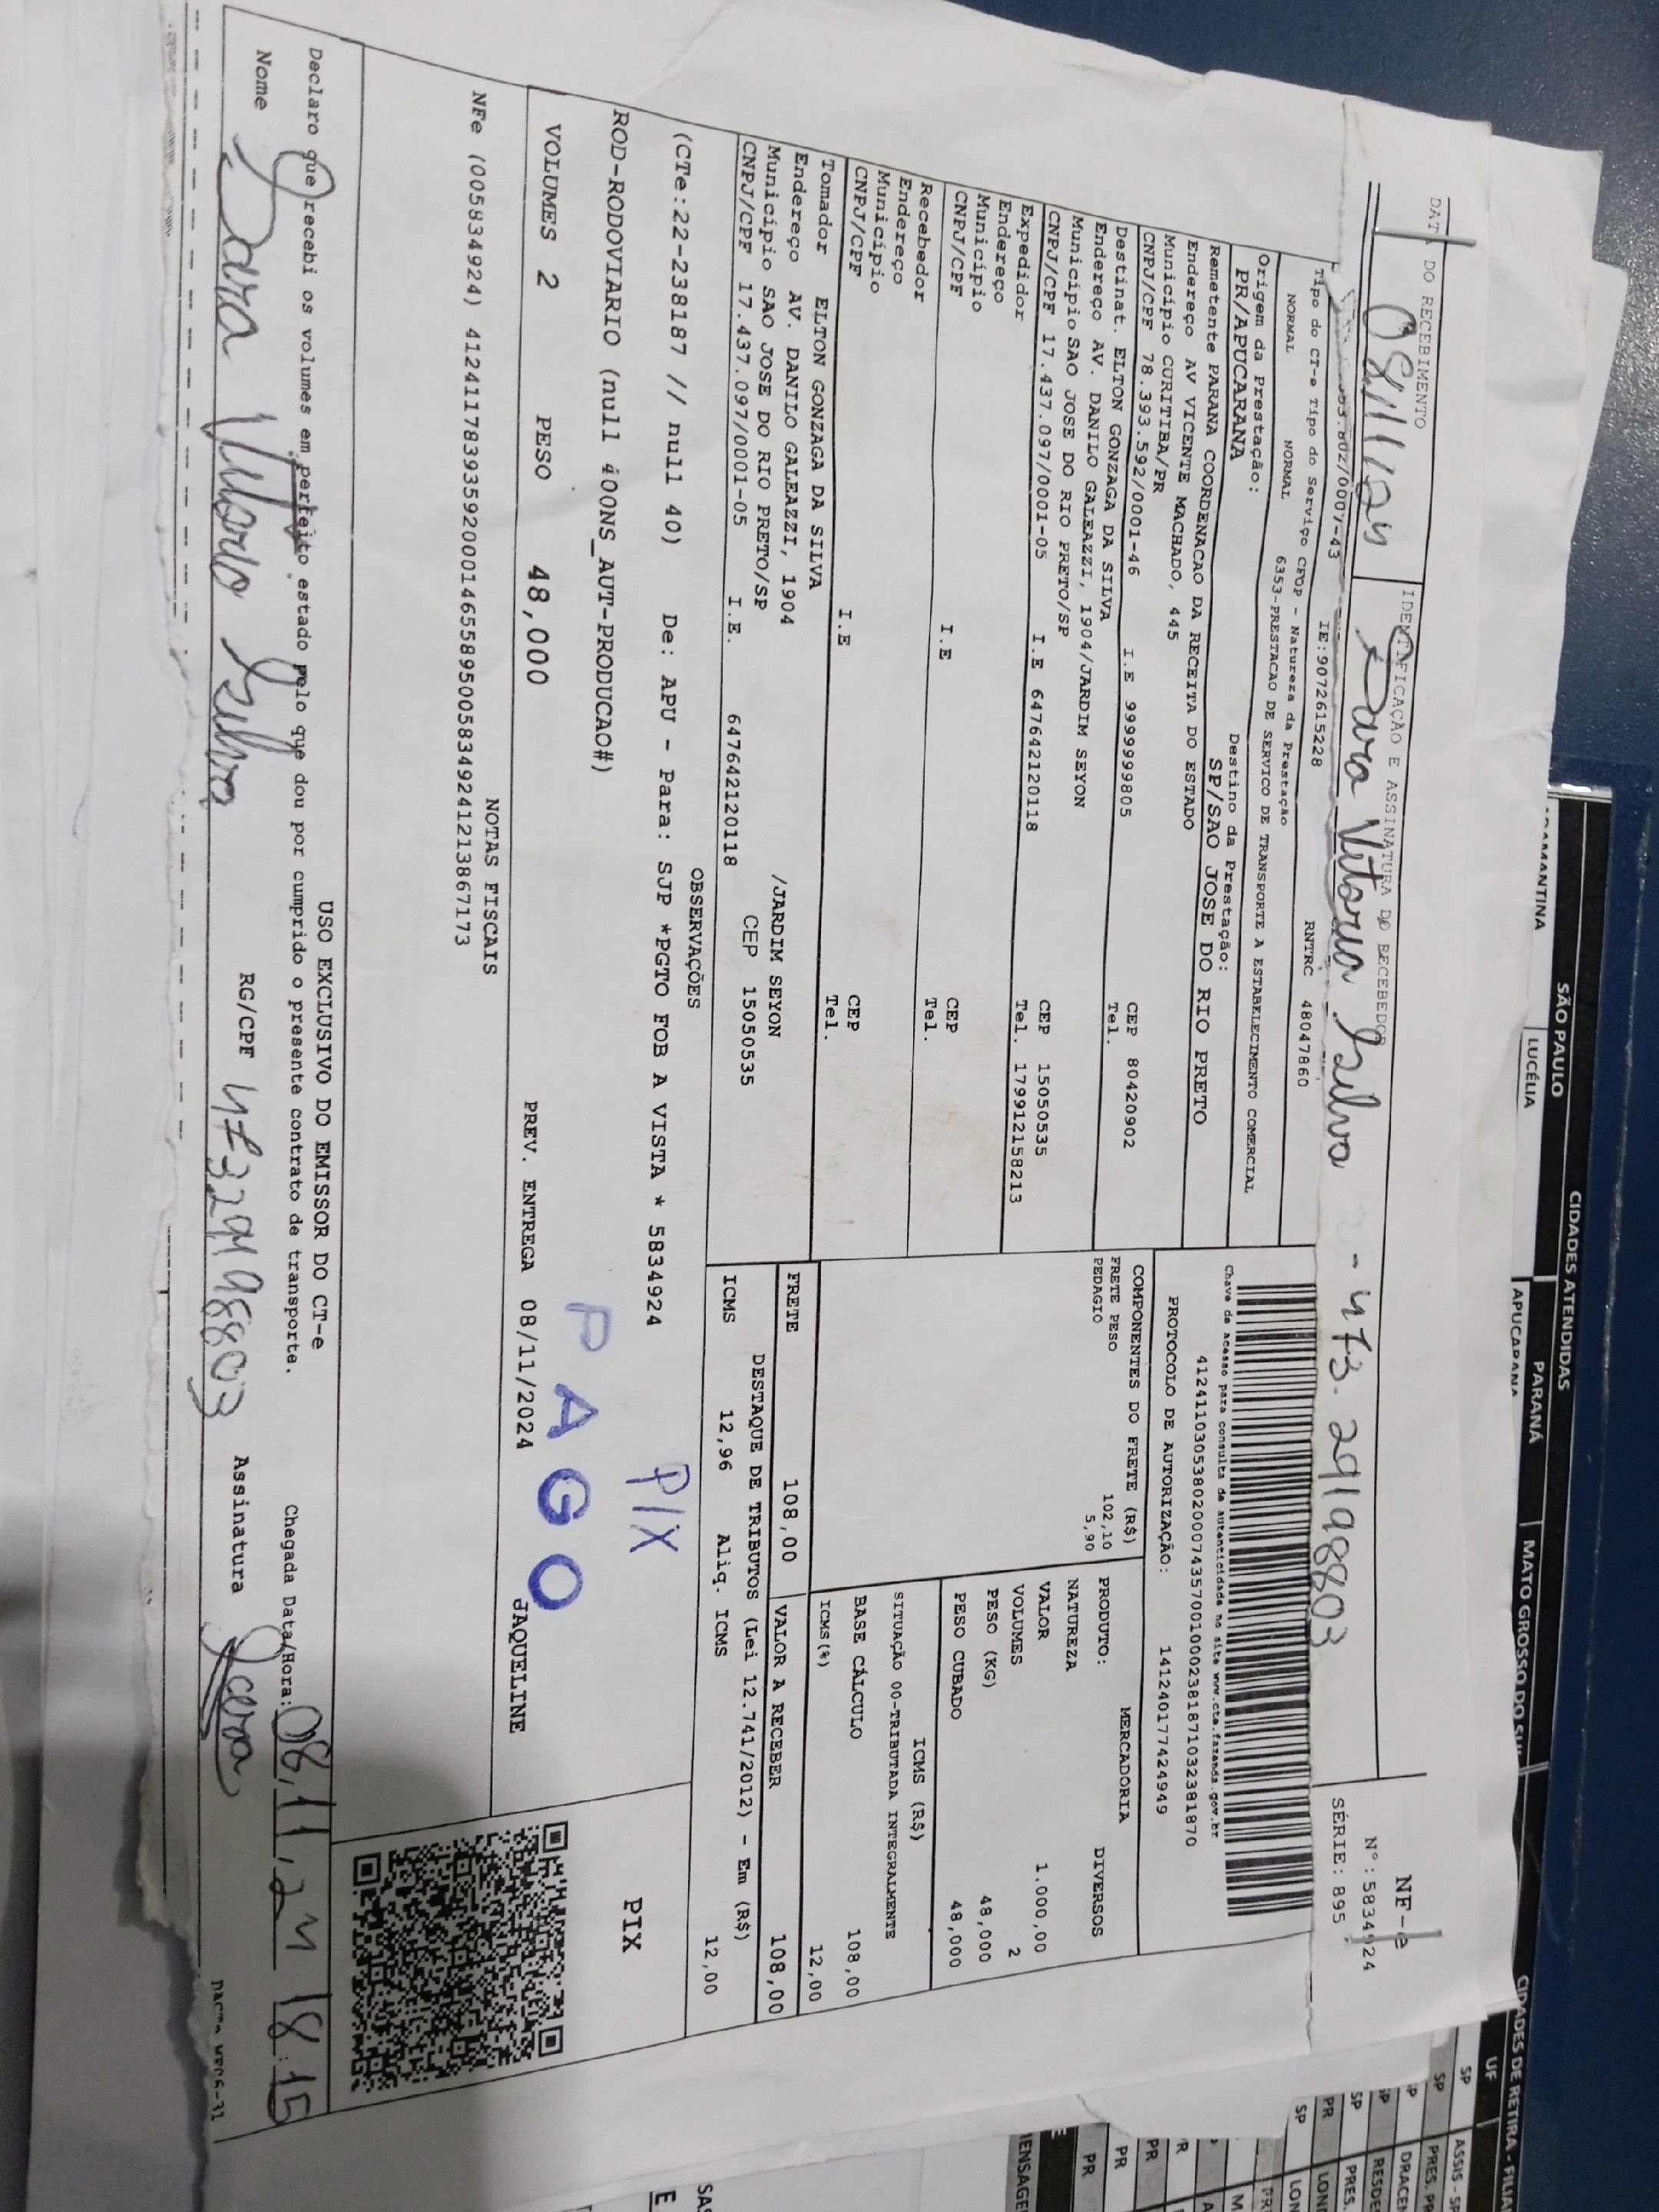 DATA DO RECEBIMENTO
08/11/24
IDENTIFICAÇÃO E ASSINATURA DO RECEBEDOR
Dara Vitoria Silva - 473.291988803
NF-e
Nº:5834924
SÉRIE:895
IE:9072615228
RNTRC 48047860
Tipo do CT-e Tipo do Serviço CFOP - Natureza da Prestação
NORMAL NORMAL 6353-PRESTACAO DE SERVICO DE TRANSPORTE A ESTABELECIMENTO COMERCIAL
Origem da Prestação: Destino da Prestação:
PR/APUCARANA SP/SAO JOSE DO RIO PRETO
Remetente PARANA COORDENACAO DA RECEITA DO ESTADO
Endereço AV VICENTE MACHADO, 445
Município CURITIBA/PR CEP 80420902
CNPJ/CPF 78.393.592/0001-46 I.E 9999999805 Tel.
Destinat. ELTON GONZAGA DA SILVA
Endereço AV. DANILO GALEAZZI, 1904/JARDIM SEYON
Município SAO JOSE DO RIO PRETO/SP CEP 15050535
CNPJ/CPF 17.437.097/0001-05 I.E 647642120118 Tel. 17991215821​3
Expedidor
Endereço
Município CEP
CNPJ/CPF I.E Tel.
Recebedor
Endereço
Município CEP
CNPJ/CPF I.E Tel.
Tomador ELTON GONZAGA DA SILVA
Endereço AV. DANILO GALEAZZI, 1904 /JARDIM SEYON
Município SAO JOSE DO RIO PRETO/SP CEP 15050535
CNPJ/CPF 17.437.097/0001-05 I.E. 647642120118
Chave de acesso para consulta de autenticidade no site www.cte.fazenda.gov.br
41241103053802000743570010002381871032381870
PROTOCOLO DE AUTORIZAÇÃO: 141240177424949
COMPONENTES DO FRETE (R$)
FRETE PESO 102,10
PEDAGIO 5,90
MERCADORIA
PRODUTO: DIVERSOS
NATUREZA
VALOR 1.000,00
VOLUMES 2
PESO (KG) 48,000
PESO CUBADO 48,000
ICMS (R$)
SITUAÇÃO 00-TRIBUTADA INTEGRALMENTE
BASE CÁLCULO 108,00
ICMS(%) 12,00
FRETE 108,00 VALOR A RECEBER 108,00
DESTAQUE DE TRIBUTOS (Lei 12.741/2012) - Em (R$)
ICMS 12,96 Aliq. ICMS 12,00
OBSERVAÇÕES
(CTe:22-238187 // null 40) De: APU - Para: SJP *PGTO FOB A VISTA * 5834924
ROD-RODOVIARIO (null 400NS_AUT-PRODUCAO#)
PIX
PAGO
PIX
VOLUMES 2 PESO 48,000 PREV. ENTREGA 08/11/2024 JAQUELINE
NOTAS FISCAIS
NFe (005834924) 41241178393592000146558950058349241213867173
USO EXCLUSIVO DO EMISSOR DO CT-e
Declaro que recebi os volumes em perfeito estado pelo que dou por cumprido o presente contrato de transporte.
Chegada Data/Hora: 08/11/24 18:15
Nome Dara Vitoria Silva RG/CPF 47329198803 Assinatura Dara
CIDADES ATENDIDAS
SÃO PAULO
PARANÁ
MATO GROSSO DO SUL
LUCÉLIA
APUCARANA
CIDADES DE RETIRA - FILIA
UF